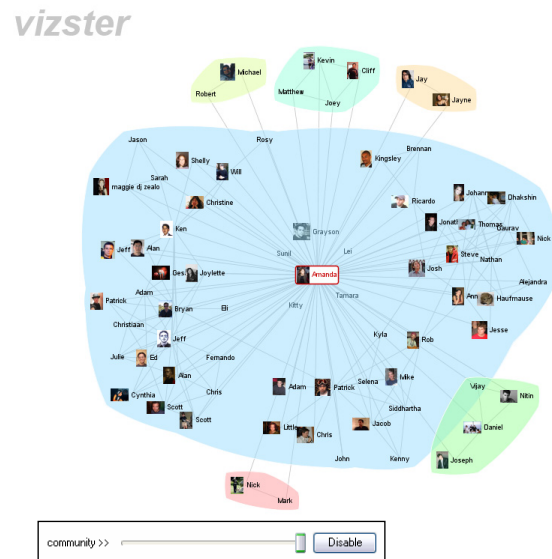 vizster
Michael
Robert
Kevin
Cliff
Matthew
Joey
Jay
Jayne
Jason
Rosy
Brennan
Shelly
Kingsley
Will
Sarah
maggie dj zealo
Christine
Ricardo
Johann
Dhakshin
Ken
Grayson
Jonath
Thomas
Gaurav
Nick
Jeff
Alan
Sunil
Lei
Steve
Nathan
Joylette
Amanda
Josh
Alejandra
Adam
Patrick
Bryan
Eli
Kitty
Tamara
Ann
Haufmause
Christiaan
Jeff
Kyla
Rob
Jesse
Julie
Ed
Fernando
Alan
Chris
Adam
Patrick
Selena
Mike
Vijay
Nitin
Cynthia
Scott
Scott
Siddhartha
Little
Chris
Jacob
Daniel
John
Kenny
Joseph
Nick
Mark
community >>
Disable